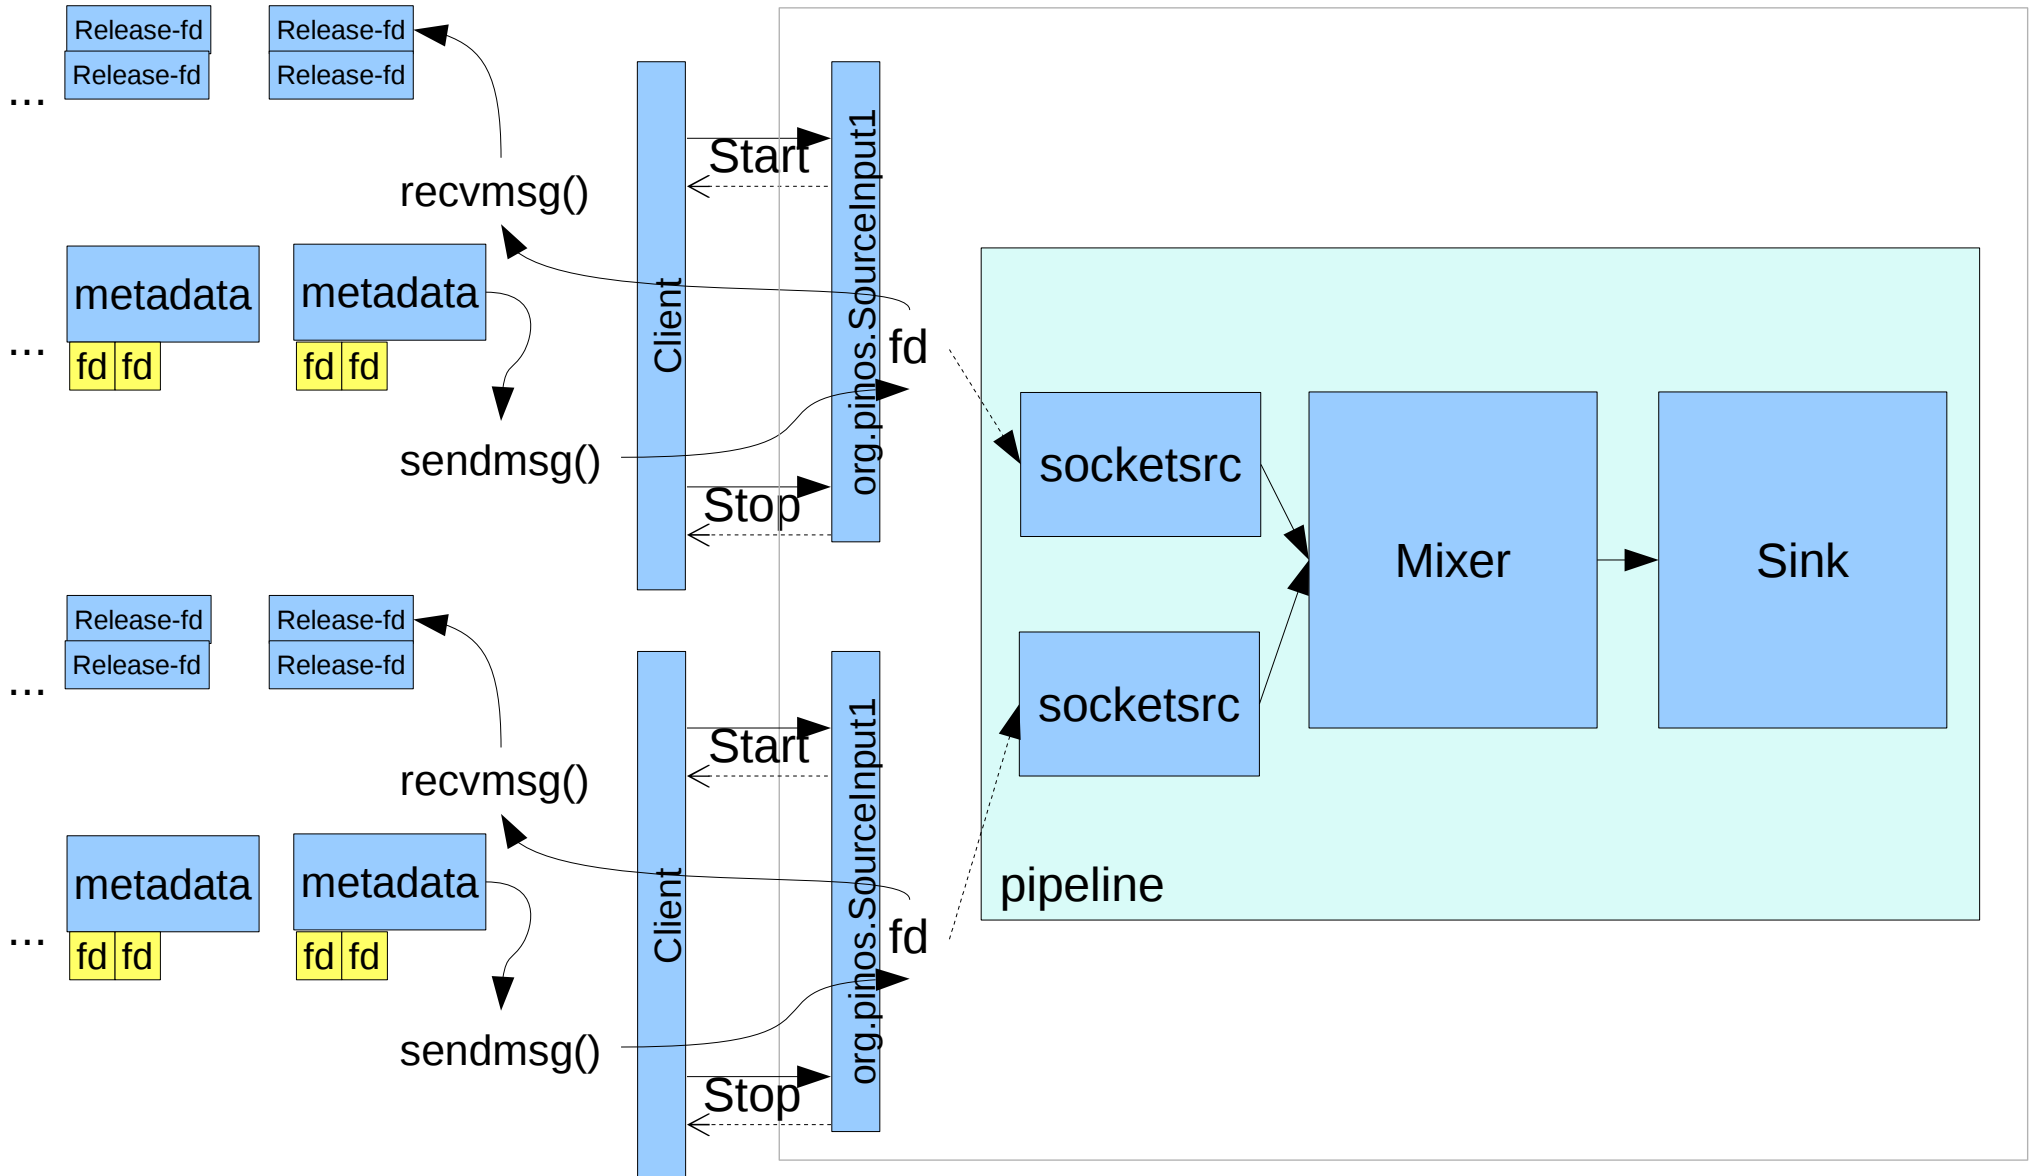 Release-fd
Release-fd
Release-fd
Release-fd
...
Start
recvmsg()
metadata
metadata
Client
org.pinos.SourceInput1
fd
...
fd
fd
fd
fd
sendmsg()
Stop
socketsrc
Mixer
Sink
Release-fd
Release-fd
Release-fd
Release-fd
...
socketsrc
Start
recvmsg()
metadata
metadata
Client
org.pinos.SourceInput1
pipeline
fd
...
fd
fd
fd
fd
sendmsg()
Stop